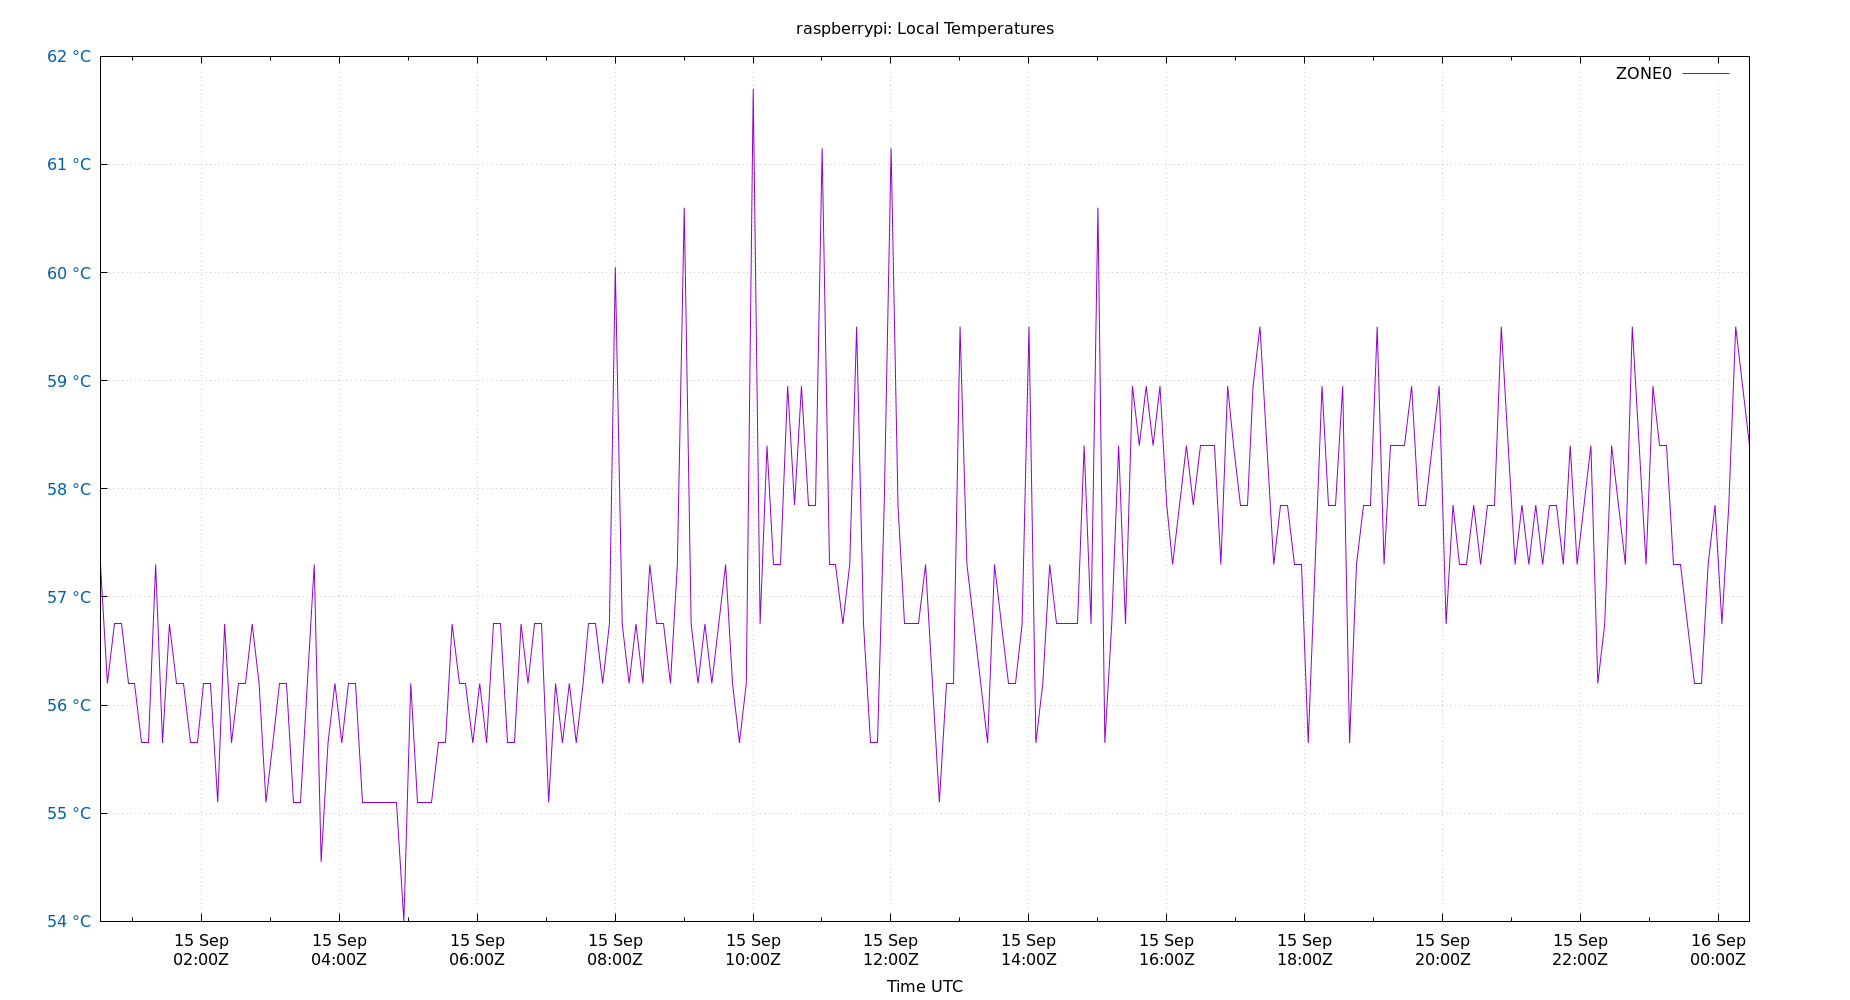 raspberrypi: Local Temperatures
ZONE0
62 °C
61 °C
60 °C
59 °C
58 °C
57 °C
56 °C
55 °C
54 °C
15 Sep 15 Sep 15 Sep 15 Sep 15 Sep 15 Sep 15 Sep 15 Sep 15 Sep 15 Sep 15 Sep 16 Sep
02:00Z 04:00Z 06:00Z 08:00Z 10:00Z 12:00Z 14:00Z 16:00Z 18:00Z 20:00Z 22:00Z 00:00Z
Time UTC